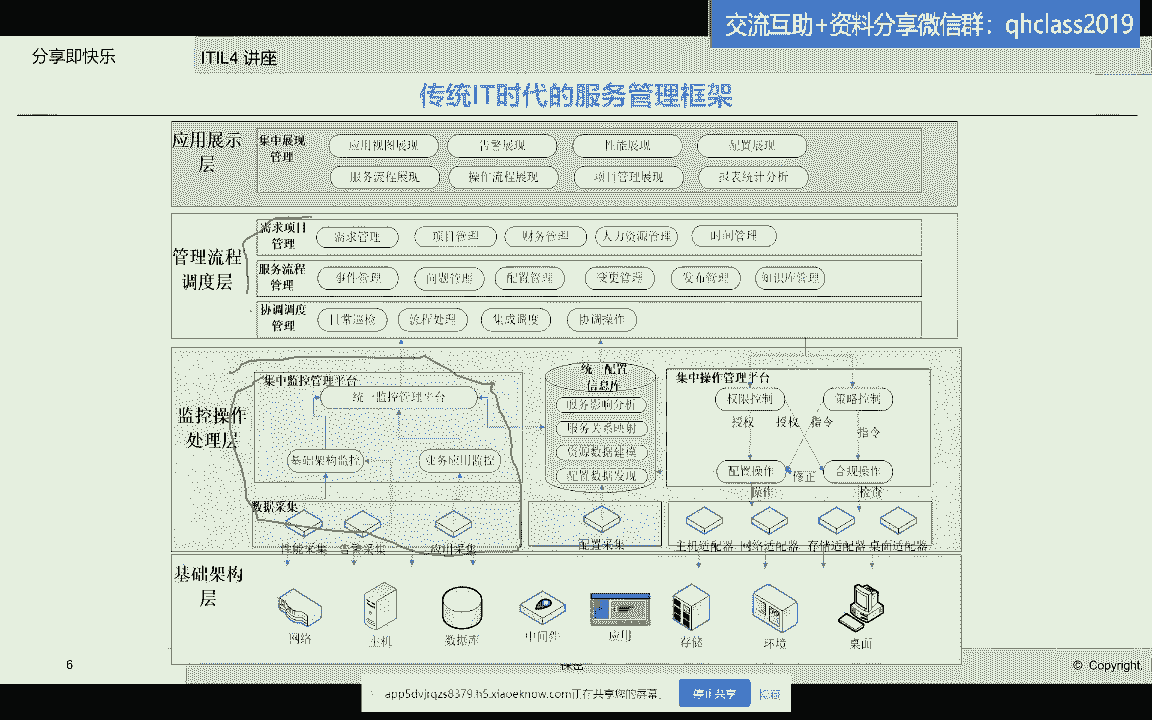 交流互助+资料分享微信群：qhclass2019
分享即快乐
ITIL4 讲座
传统IT时代的服务管理框架
应用展示层
集中展现管理
应用视图展现
告警展现
性能展现
配置展现
服务流程展现
操作流程展现
项目管理展现
报表统计分析
管理流程调度层
需求项目管理
需求管理
项目管理
财务管理
人力资源管理
时间管理
服务流程管理
事件管理
问题管理
配置管理
变更管理
发布管理
知识库管理
协调调度管理
日常巡检
流程处理
集成调度
协调操作
监控操作处理层
集中监控管理平台
统一监控管理平台
基础架构监控
业务应用监控
数据采集
性能采集
告警采集
应用采集
统一配置信息库
服务影响分析
服务关系映射
资源数据建模
配置数据发现
配置采集
集中操作管理平台
权限控制
策略控制
授权
授权
指令
指令
配置操作
修正
合规操作
操作
检查
主机适配器
网络适配器
存储适配器
桌面适配器
基础架构层
网络
主机
数据库
中间件
应用
存储
环境
桌面
6
© Copyright.
app5dvjrqzs8379.h5.xiaoeknow.com正在共享您的屏幕。
停止共享
隐藏